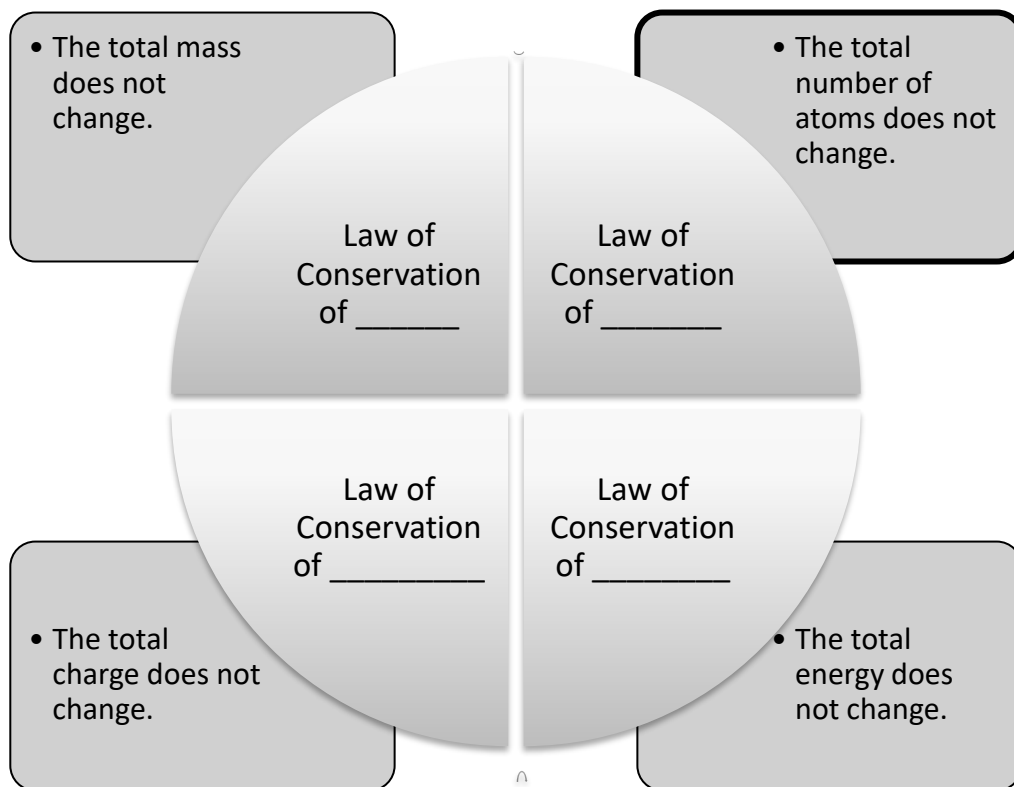 • The total mass
does not
change.
• The total
number of
atoms does not
change.
Law of
Conservation
of ______
Law of
Conservation
of _______
Law of
Conservation
of _________
Law of
Conservation
of ________
• The total
charge does not
change.
• The total
energy does
not change.